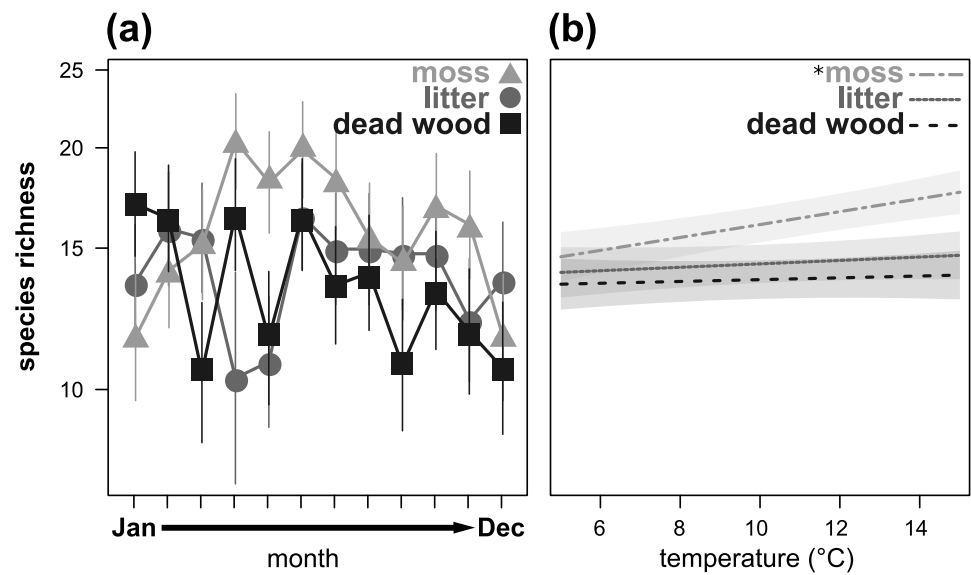 (a)
(b)
species richness
25
20
15
10
moss
litter
dead wood
Jan
Dec
month
*moss
litter
dead wood
6
8
10
12
14
temperature (°C)